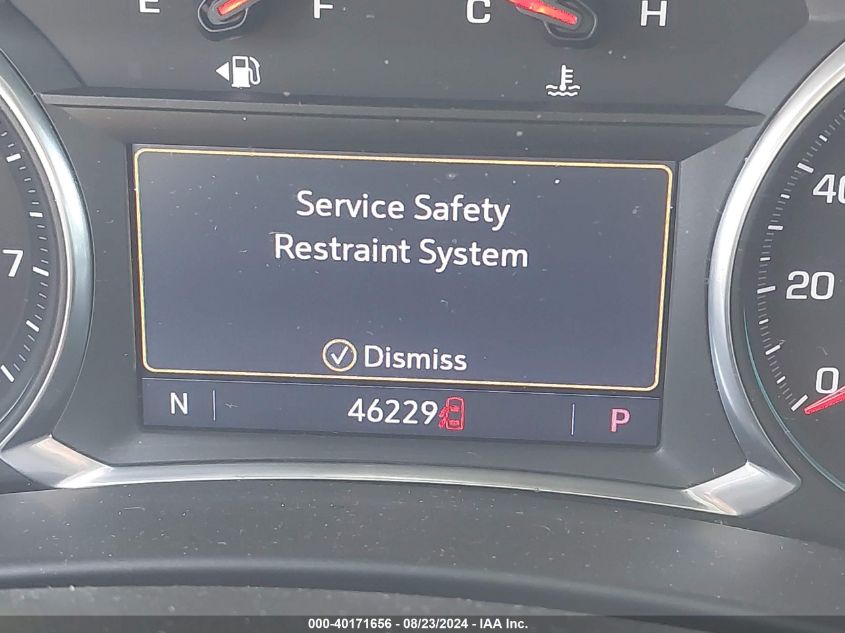 E F C H
Service Safety
Restraint System
Dismiss
N 46229 P
7
40
20
0
000-40171656 - 08/23/2024 - IAA Inc.